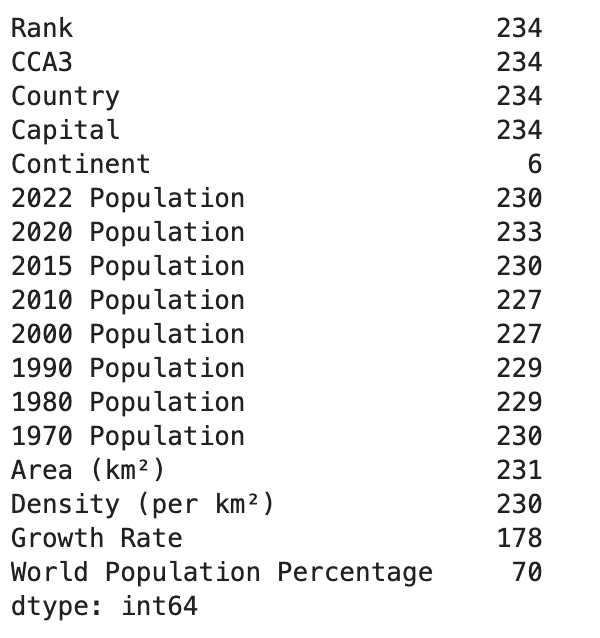 Rank 234
CCA3 234
Country 234
Capital 234
Continent 6
2022 Population 230
2020 Population 233
2015 Population 230
2010 Population 227
2000 Population 227
1990 Population 229
1980 Population 229
1970 Population 230
Area (km²) 231
Density (per km²) 230
Growth Rate 178
World Population Percentage 70
dtype: int64